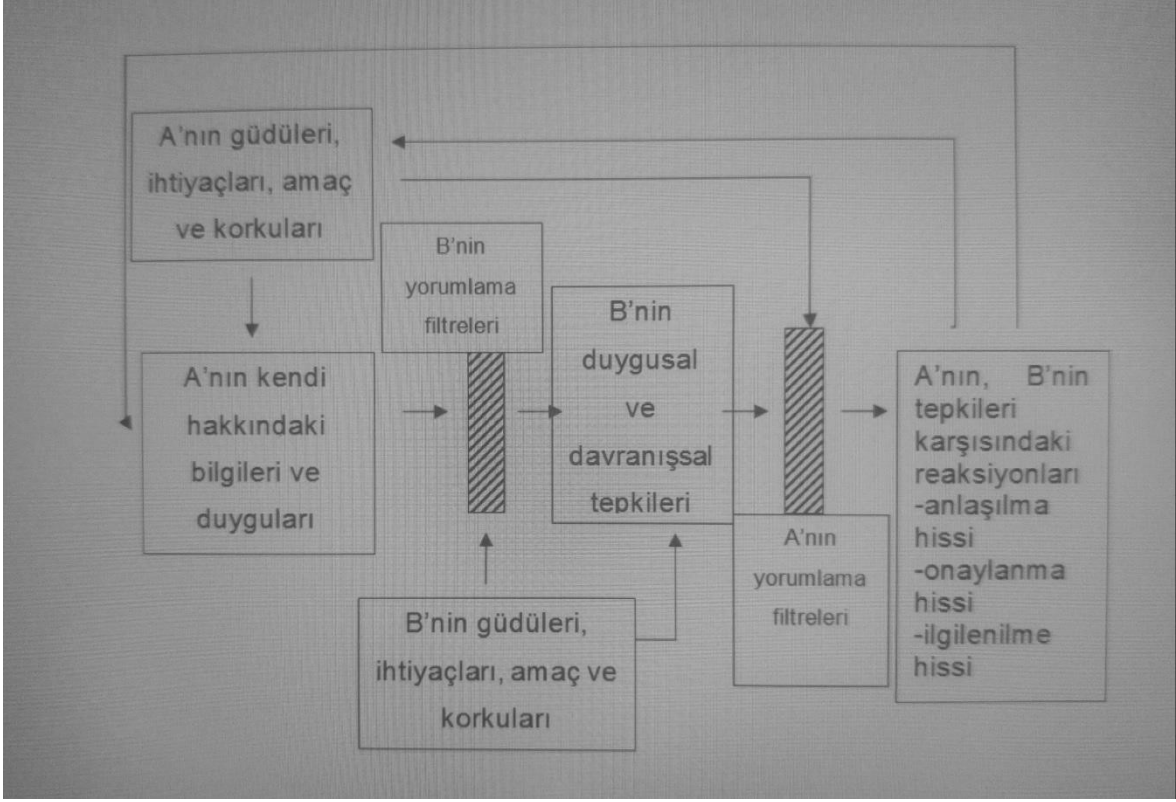 A'nın güdüleri,
ihtiyaçları, amaç
ve korkuları
B'nin
yorumlama
filtreleri
B'nin
duygusal
ve
davranışsal
tepkileri
A'nın kendi
hakkındaki
bilgileri ve
duyguları
A'nın, B'nin
tepkileri
karşısındaki
reaksiyonları
-anlaşılma
hissi
-onaylanma
hissi
-ilgilenilme
hissi
A'nın
yorumlama
filtreleri
B'nin güdüleri,
ihtiyaçları, amaç ve
korkuları